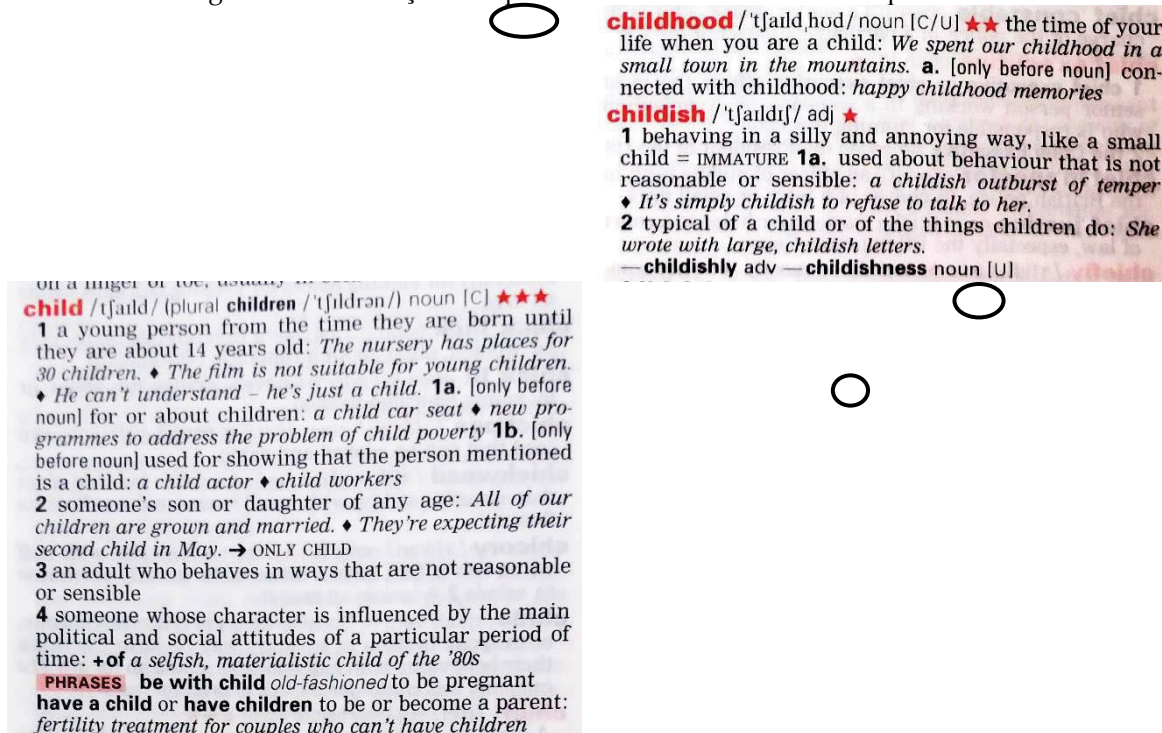 childhood /ˈtʃaɪldˌhʊd/ noun [C/U] ★★ the time of your
life when you are a child: We spent our childhood in a
small town in the mountains. a. [only before noun] con-
nected with childhood: happy childhood memories
childish /ˈtʃaɪldɪʃ/ adj ★
1 behaving in a silly and annoying way, like a small
child = IMMATURE 1a. used about behaviour that is not
reasonable or sensible: a childish outburst of temper
♦ It's simply childish to refuse to talk to her.
2 typical of a child or of the things children do: She
wrote with large, childish letters.
—childishly adv —childishness noun [U]
on a finger or toe, usually in
child /tʃaɪld/ (plural children /ˈtʃɪldrən/) noun [C] ★★★
1 a young person from the time they are born until
they are about 14 years old: The nursery has places for
30 children. ♦ The film is not suitable for young children.
♦ He can't understand – he's just a child. 1a. [only before
noun] for or about children: a child car seat ♦ new pro-
grammes to address the problem of child poverty 1b. [only
before noun] used for showing that the person mentioned
is a child: a child actor ♦ child workers
2 someone's son or daughter of any age: All of our
children are grown and married. ♦ They're expecting their
second child in May. → ONLY CHILD
3 an adult who behaves in ways that are not reasonable
or sensible
4 someone whose character is influenced by the main
political and social attitudes of a particular period of
time: +of a selfish, materialistic child of the '80s
PHRASES be with child old-fashioned to be pregnant
have a child or have children to be or become a parent:
fertility treatment for couples who can't have children